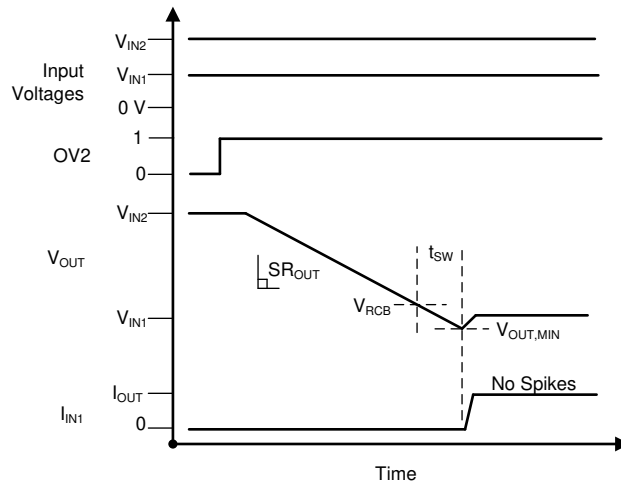 V_IN2
Input
Voltages
V_IN1
0 V
OV2
1
0
V_IN2
t_SW
V_OUT
SR_OUT
V_RCB
V_IN1
V_OUT,MIN
I_OUT
No Spikes
I_IN1
0
Time